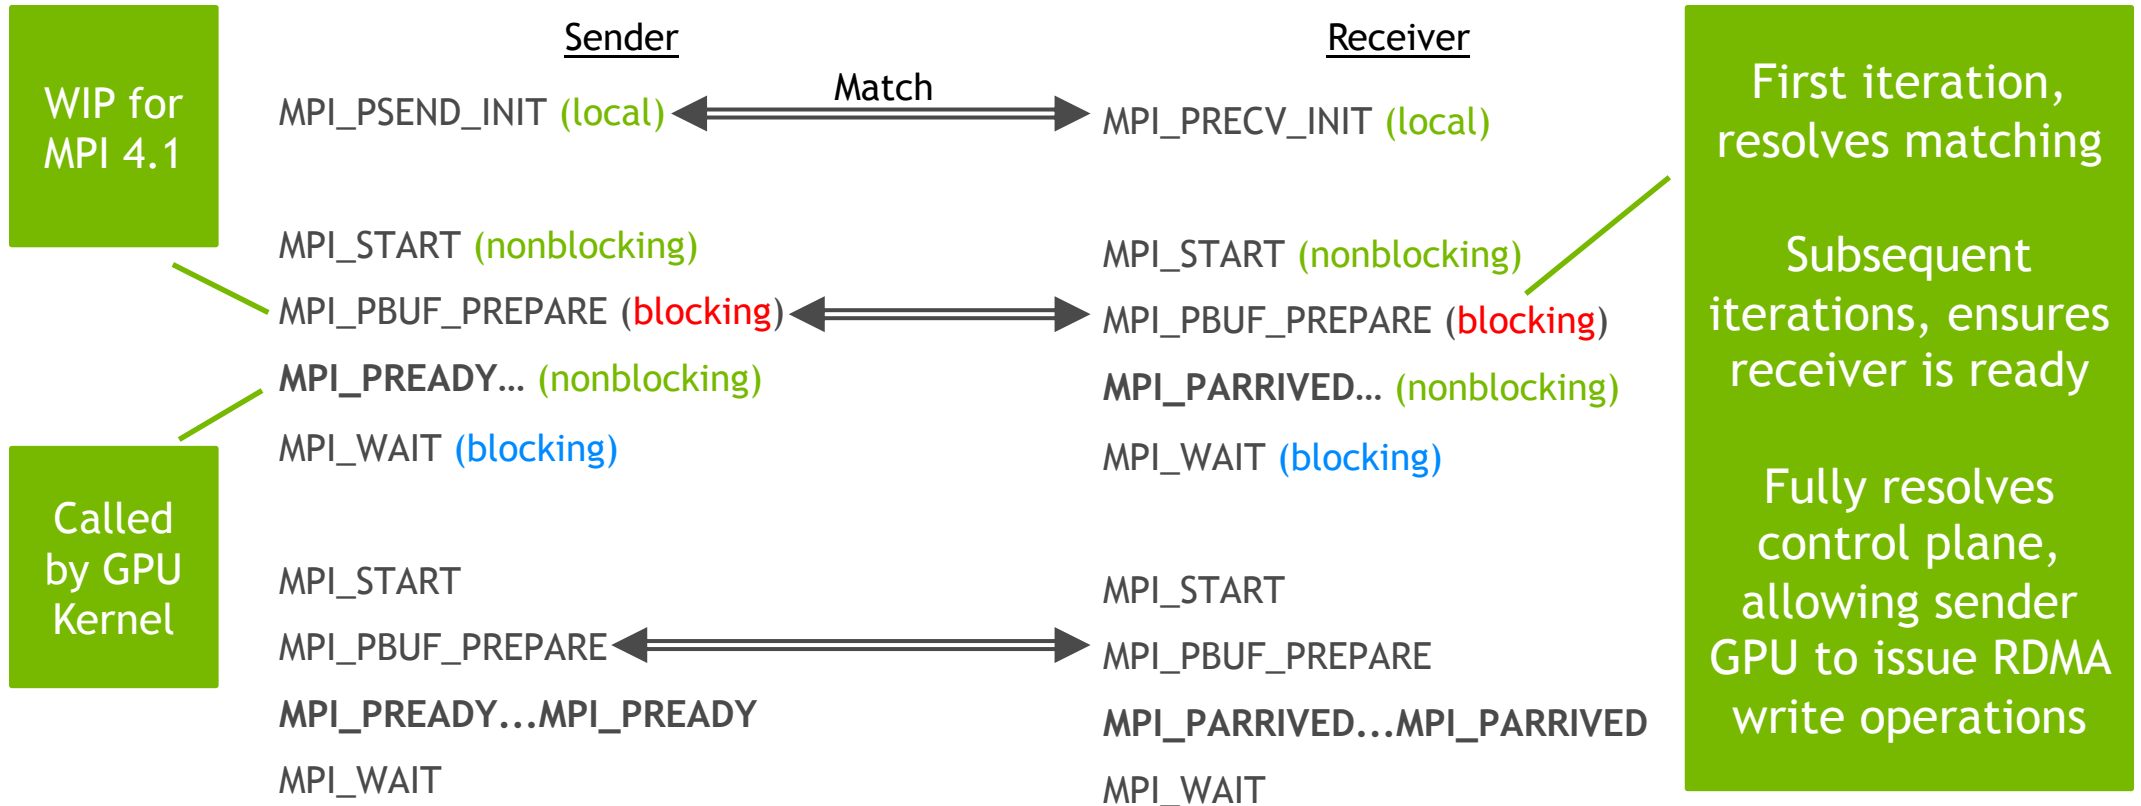 WIP for
MPI 4.1
Called
by GPU
Kernel
Sender
Match
Receiver
MPI_PSEND_INIT (local)
MPI_PRECV_INIT (local)
MPI_START (nonblocking)
MPI_START (nonblocking)
MPI_PBUF_PREPARE (blocking)
MPI_PBUF_PREPARE (blocking)
MPI_PREADY… (nonblocking)
MPI_PARRIVED… (nonblocking)
MPI_WAIT (blocking)
MPI_WAIT (blocking)
MPI_START
MPI_START
MPI_PBUF_PREPARE
MPI_PBUF_PREPARE
MPI_PREADY...MPI_PREADY
MPI_PARRIVED...MPI_PARRIVED
MPI_WAIT
MPI_WAIT
First iteration,
resolves matching
Subsequent
iterations, ensures
receiver is ready
Fully resolves
control plane,
allowing sender
GPU to issue RDMA
write operations